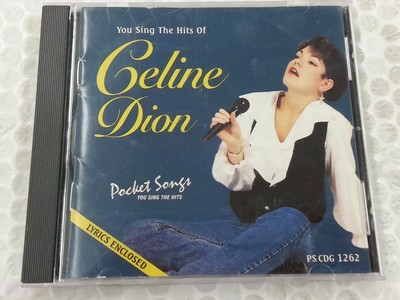 You Sing The Hits Of
Celine
Dion
Pocket Songs
YOU SING THE HITS
LYRICS ENCLOSED
PS CDG 1262